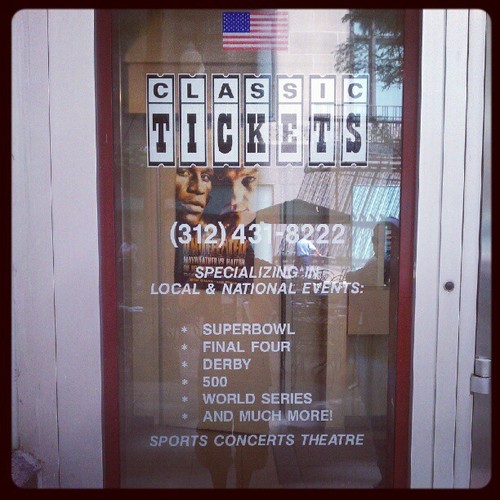 CLASSIC
TICKETS
(312) 431-8222
SPECIALIZING IN
LOCAL & NATIONAL EVENTS:
* SUPERBOWL
* FINAL FOUR
* DERBY
* 500
* WORLD SERIES
* AND MUCH MORE!
SPORTS CONCERTS THEATRE